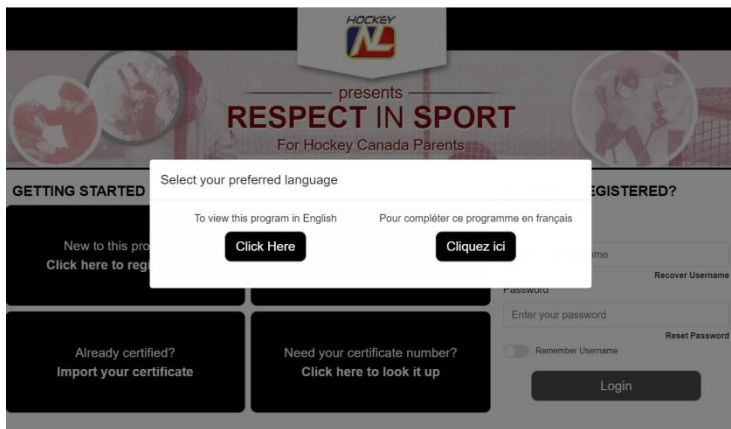 HOCKEY
NL
presents
RESPECT IN SPORT
For Hockey Canada Parents
GETTING STARTED
EGISTERED?
Select your preferred language
To view this program in English
Click Here
Pour compléter ce programme en français
Cliquez ici
New to this pro
Click here to regi
ame
Recover Username
Password
Enter your password
Reset Password
Remember Username
Login
Already certified?
Import your certificate
Need your certificate number?
Click here to look it up